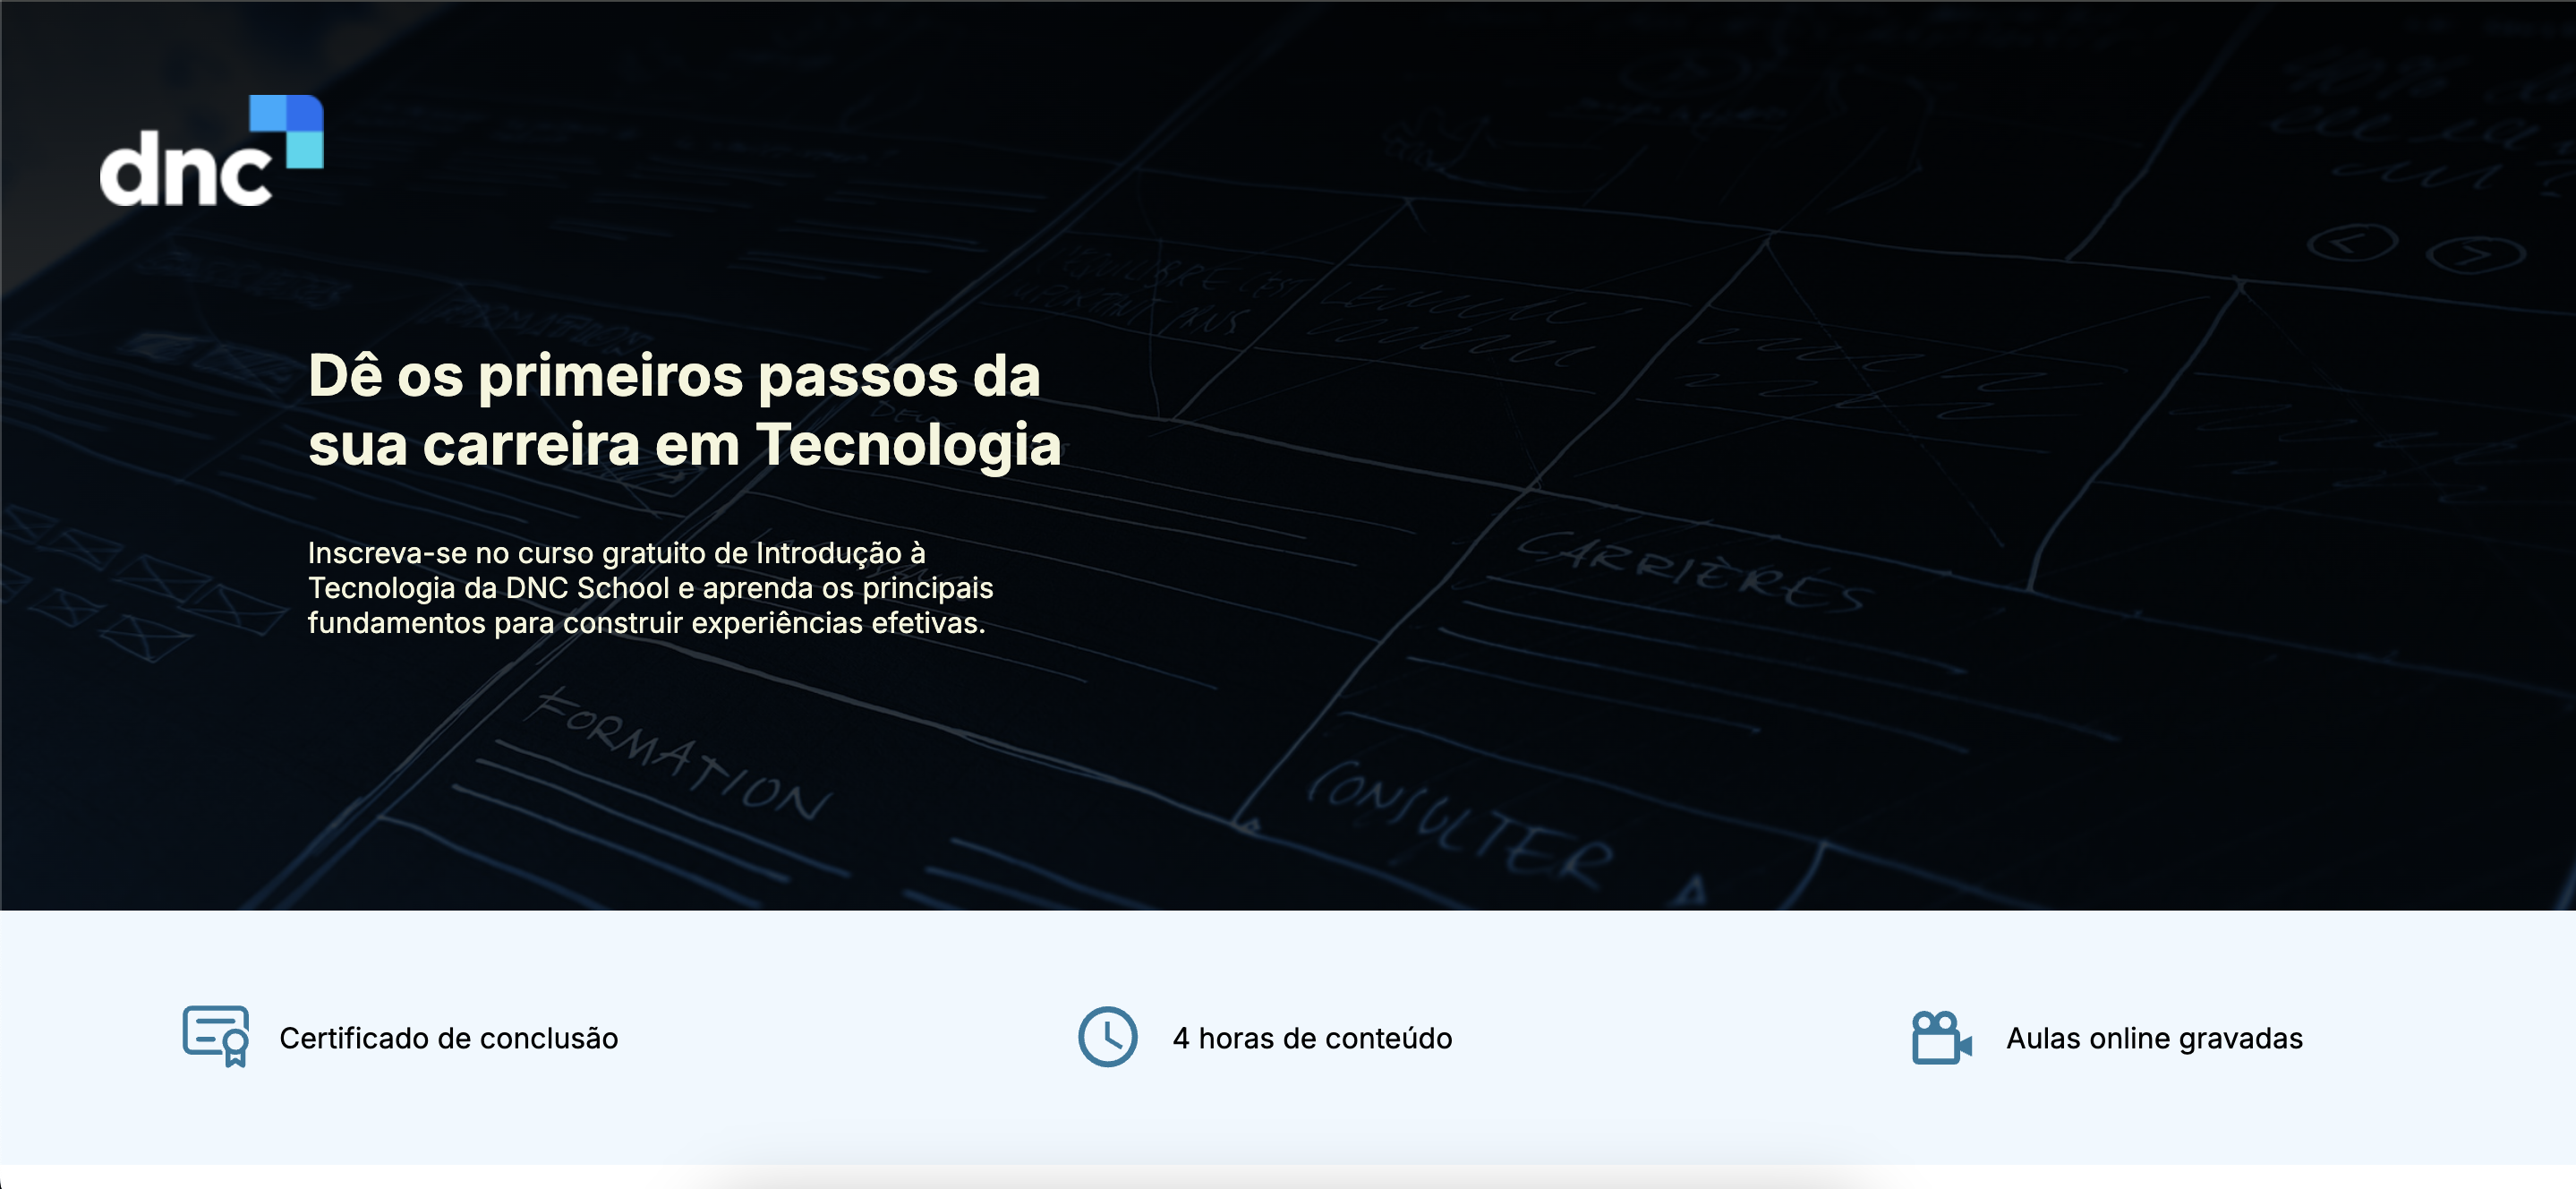 dnc
Dê os primeiros passos da
sua carreira em Tecnologia
Inscreva-se no curso gratuito de Introdução à
Tecnologia da DNC School e aprenda os principais
fundamentos para construir experiências efetivas.
CARRIÈRES
FORMATION
CONSULTER
Certificado de conclusão
4 horas de conteúdo
Aulas online gravadas